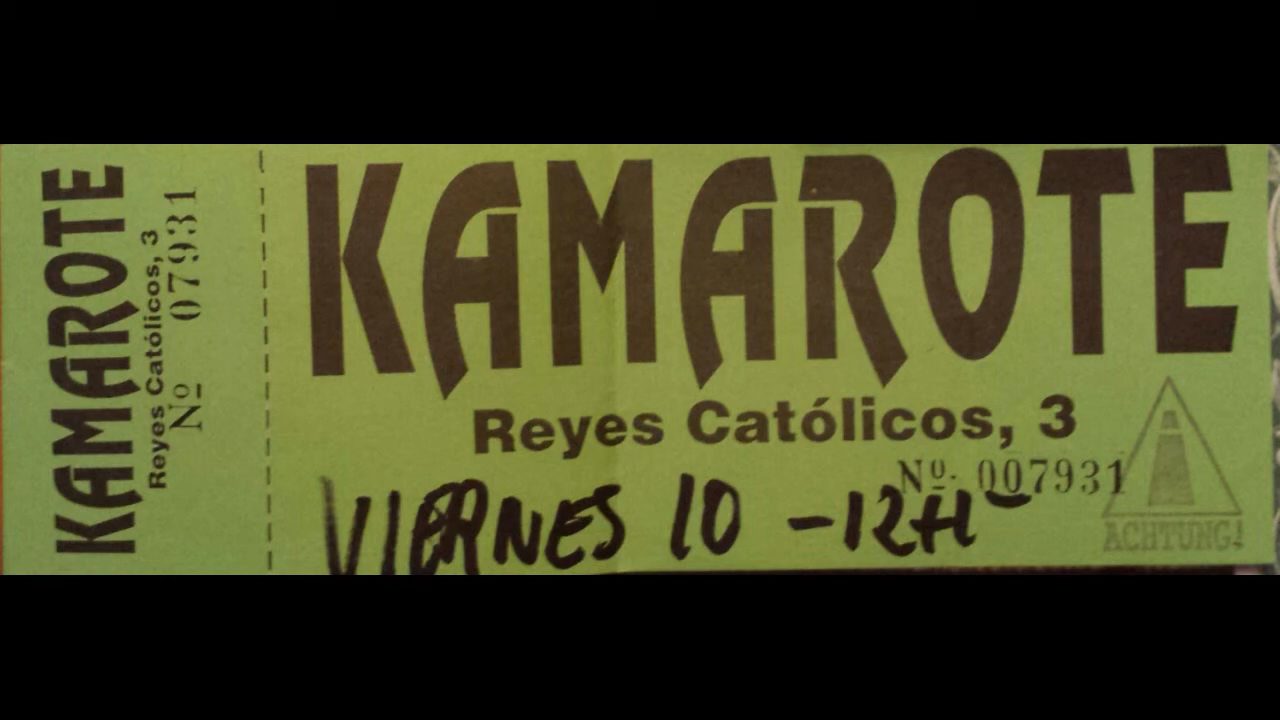 KAMAROTE
Reyes Católicos, 3
Nº 07931
KAMAROTE
Reyes Católicos, 3
Nº. 007931
VIERNES 10 - 12H
ACHTUNG!